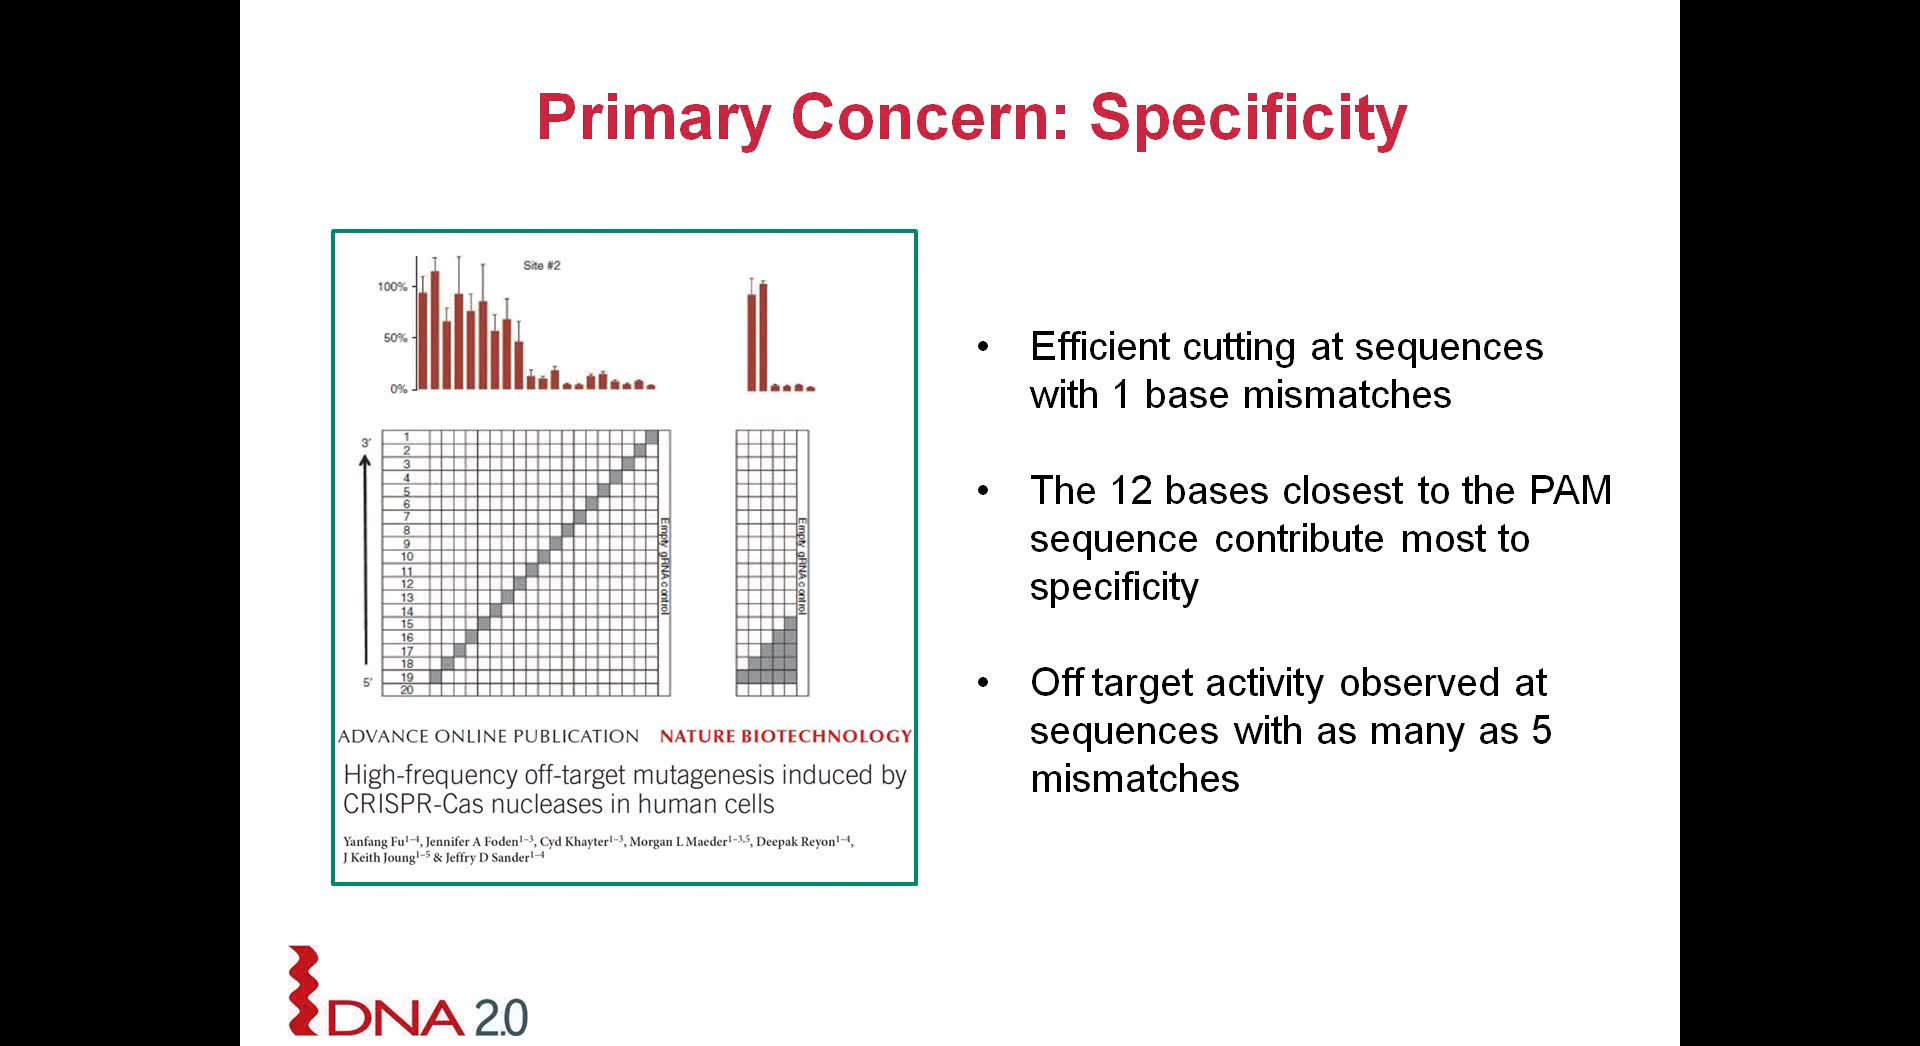 Primary Concern: Specificity
Site #2
100%
50%
0%
3'
5'
1
2
3
4
5
6
7
8
9
10
11
12
13
14
15
16
17
18
19
20
Empty gRNA control
Empty gRNA control
ADVANCE ONLINE PUBLICATION NATURE BIOTECHNOLOGY
High-frequency off-target mutagenesis induced by
CRISPR-Cas nucleases in human cells
Yanfang Fu1–4, Jennifer A Foden1–3, Cyd Khayter1–3, Morgan L Maeder1–3,5, Deepak Reyon1–4,
J Keith Joung1–5 & Jeffry D Sander1–4
• Efficient cutting at sequences
with 1 base mismatches
• The 12 bases closest to the PAM
sequence contribute most to
specificity
• Off target activity observed at
sequences with as many as 5
mismatches
DNA 2.0